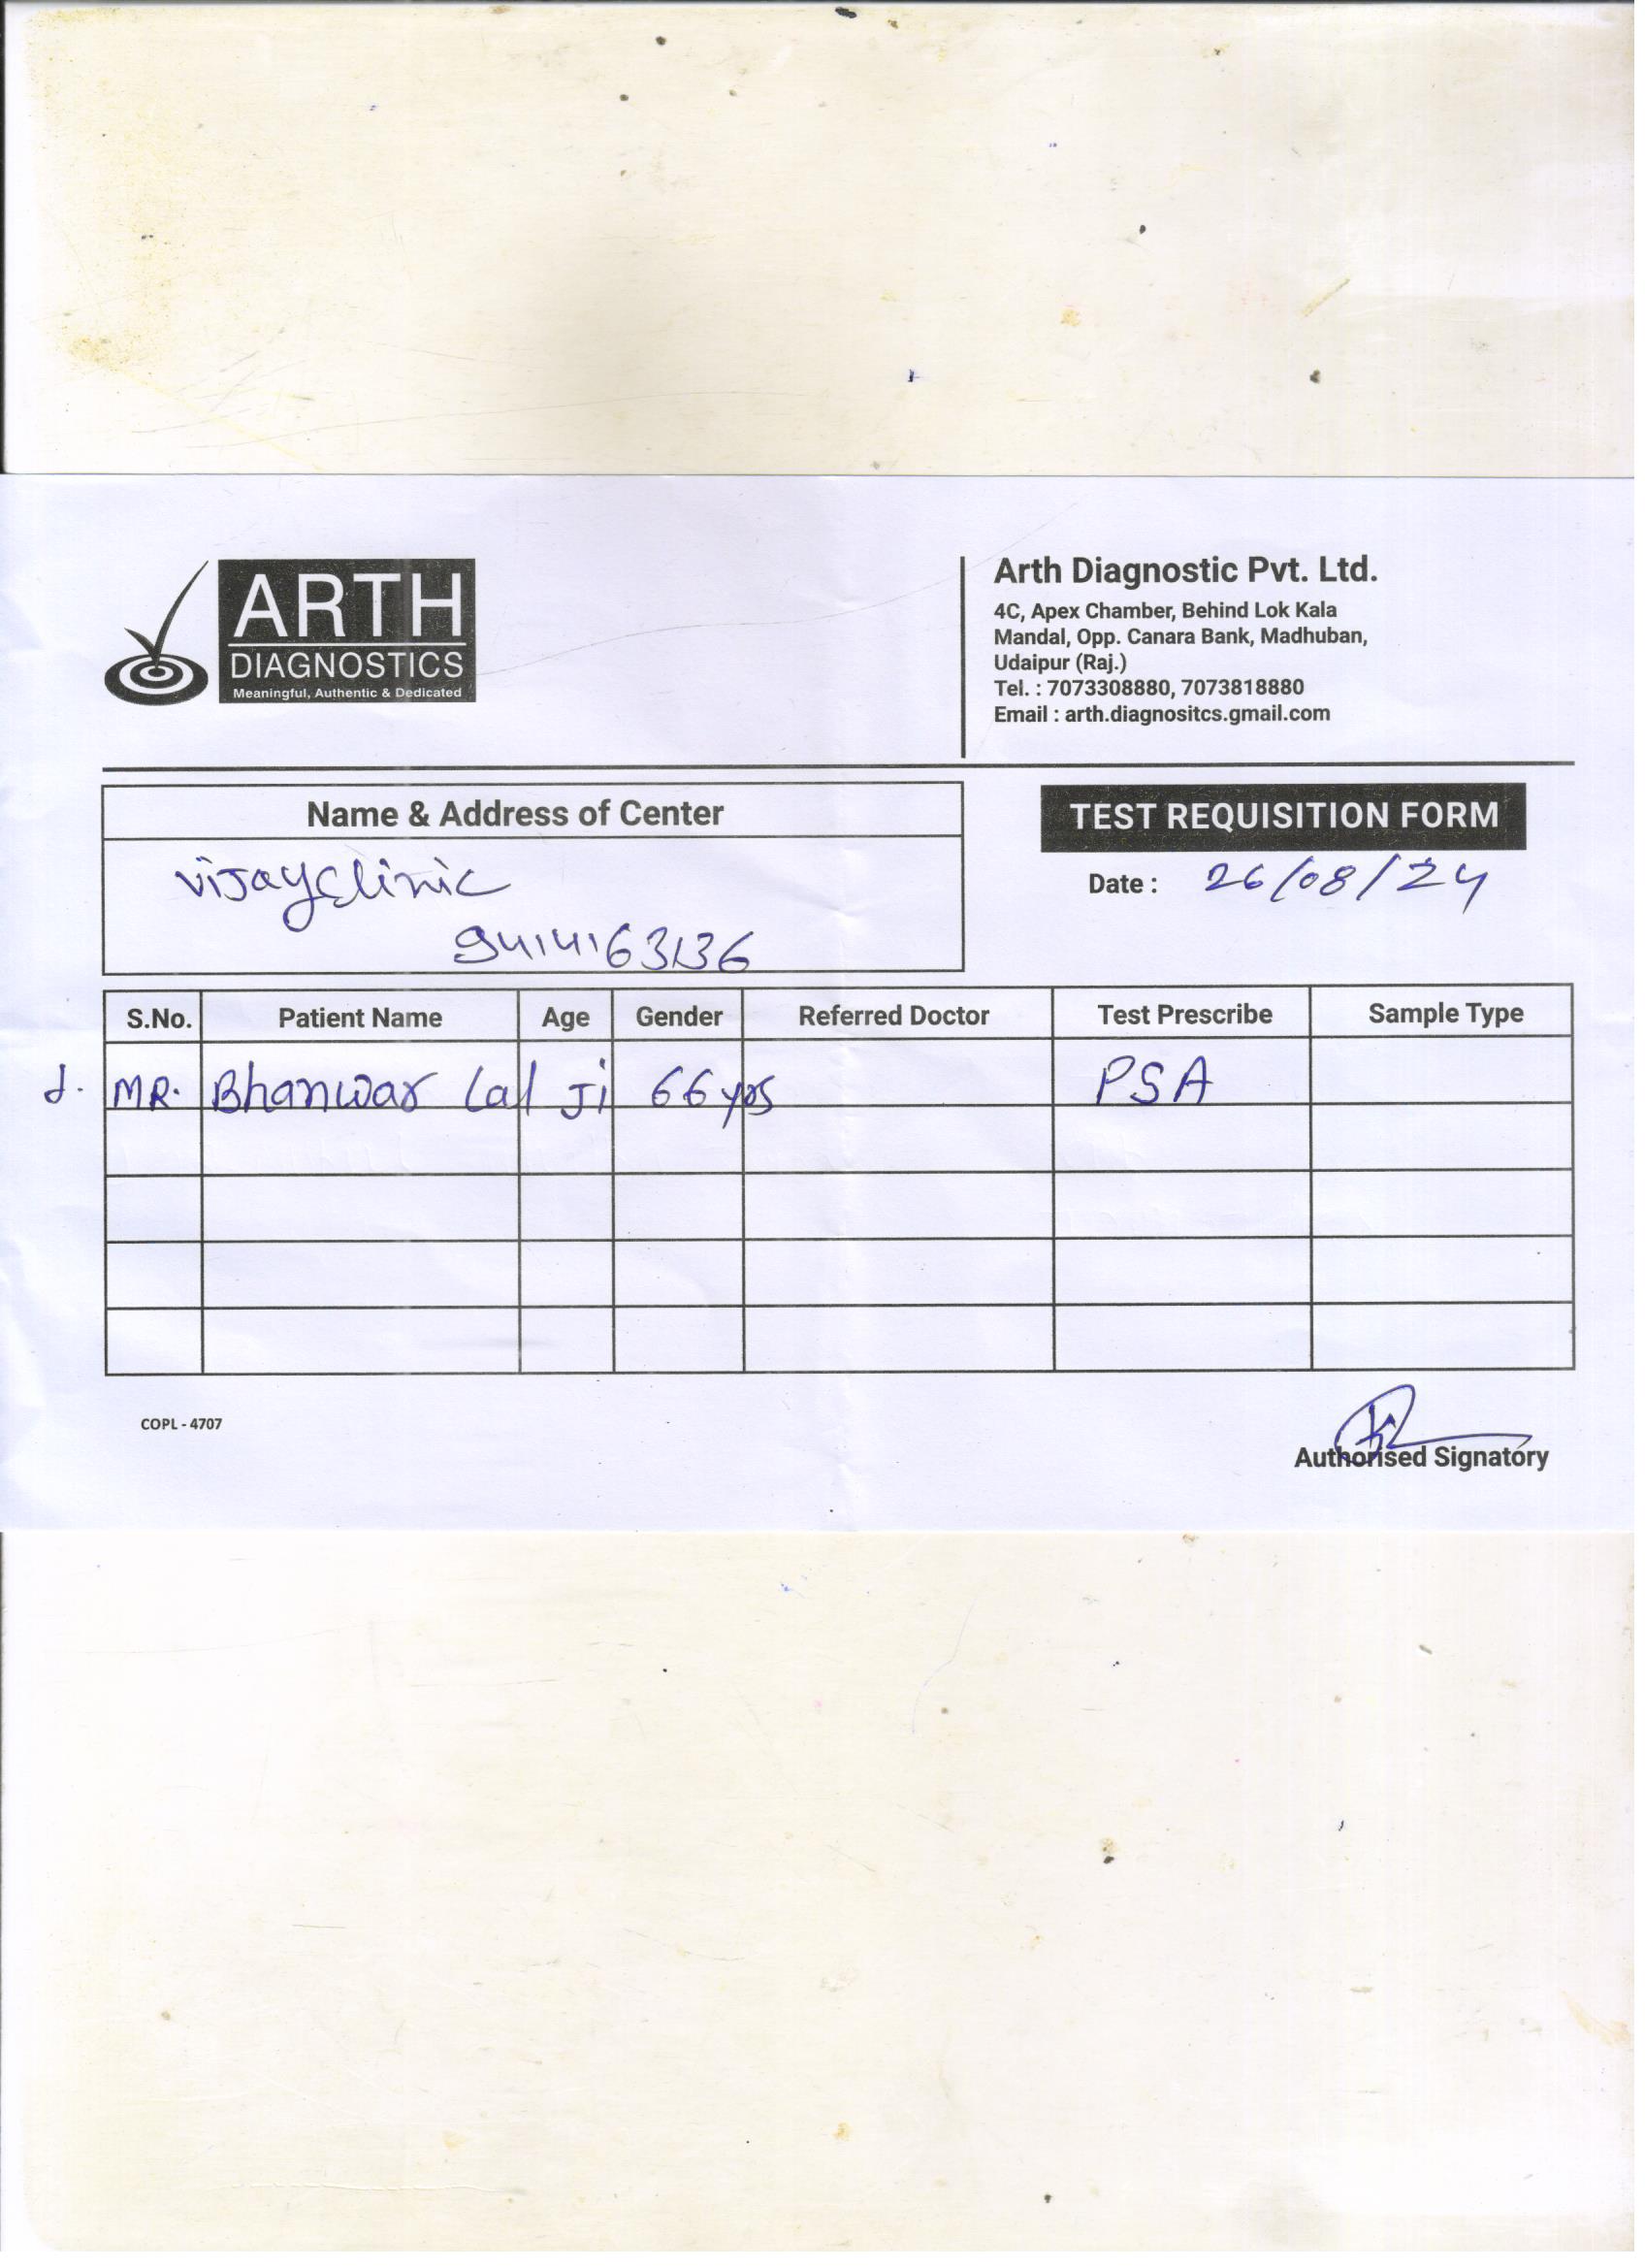 ARTH
DIAGNOSTICS
Meaningful, Authentic & Dedicated
Arth Diagnostic Pvt. Ltd.
4C, Apex Chamber, Behind Lok Kala
Mandal, Opp. Canara Bank, Madhuban,
Udaipur (Raj.)
Tel. : 7073308880, 7073818880
Email : arth.diagnositcs.gmail.com
Name & Address of Center
TEST REQUISITION FORM
vijayclinic
Date : 26/08/24
9414163136
S.No. Patient Name Age Gender Referred Doctor Test Prescribe Sample Type
MR. Bhanwar Lal Ji 66 yrs PSA
COPL - 4707
Authorised Signatory